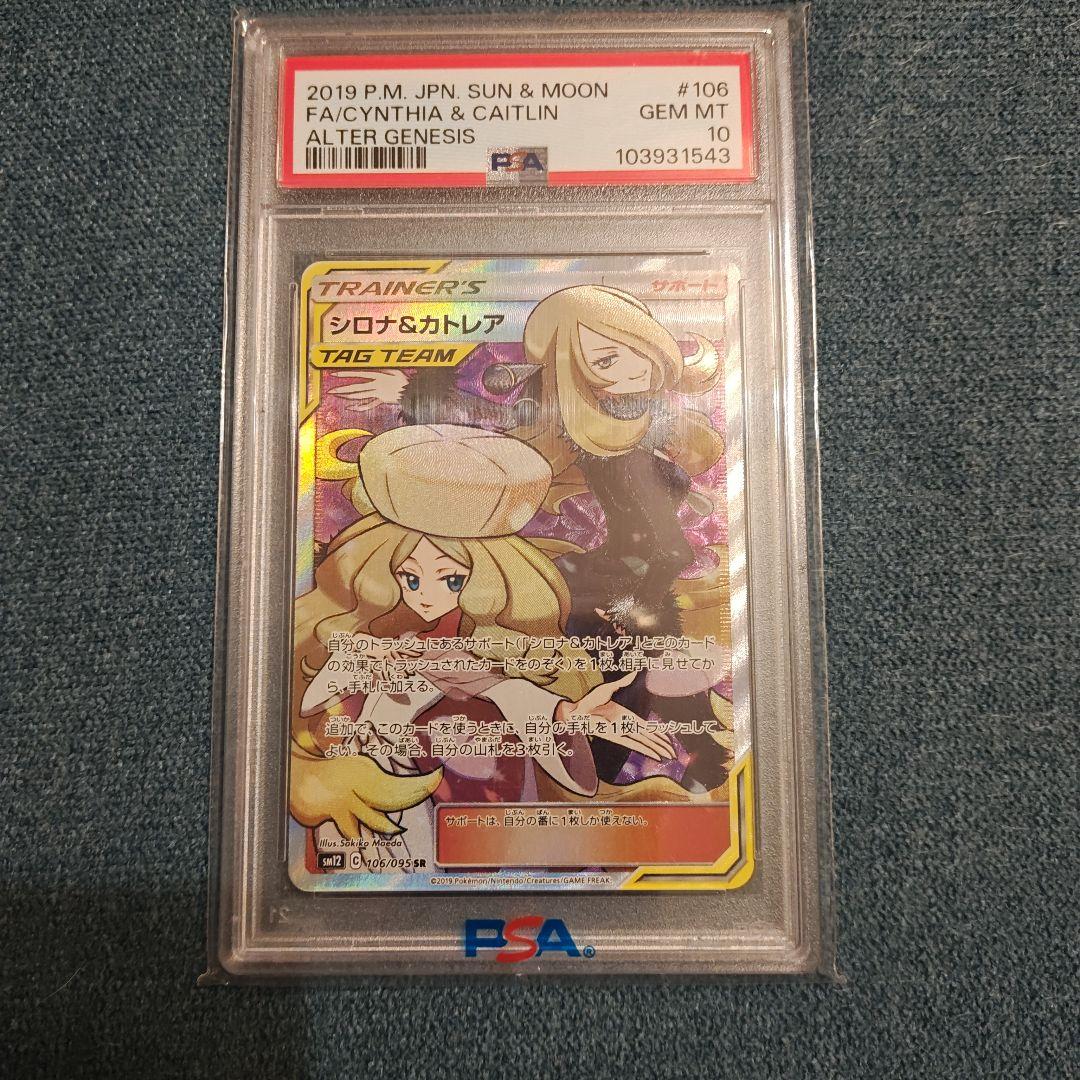 2019 P.M. JPN. SUN & MOON #106
FA/CYNTHIA & CAITLIN GEM MT
ALTER GENESIS 10
PSA 103931543
TRAINER'S サポート
シロナ&カトレア
TAG TEAM
自分のトラッシュにあるサポート(「シロナ&カトレア」とこのカード
の効果でトラッシュされたカードをのぞく)を1枚、相手に見せてか
ら、手札に加える。
追加で、このカードを使うときに、自分の手札を1枚トラッシュして
よい。その場合、自分の山札を3枚引く。
サポートは、自分の番に1枚しか使えない。
Illus. Sakiko Maeda
SM12 C 106/095 SR
©2019 Pokémon/Nintendo/Creatures/GAME FREAK.
PSA®